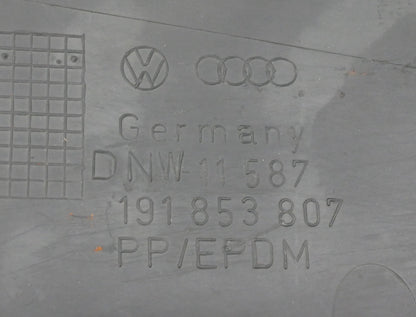 Germany
DNW-11 587
191 853 807
PP/EPDM